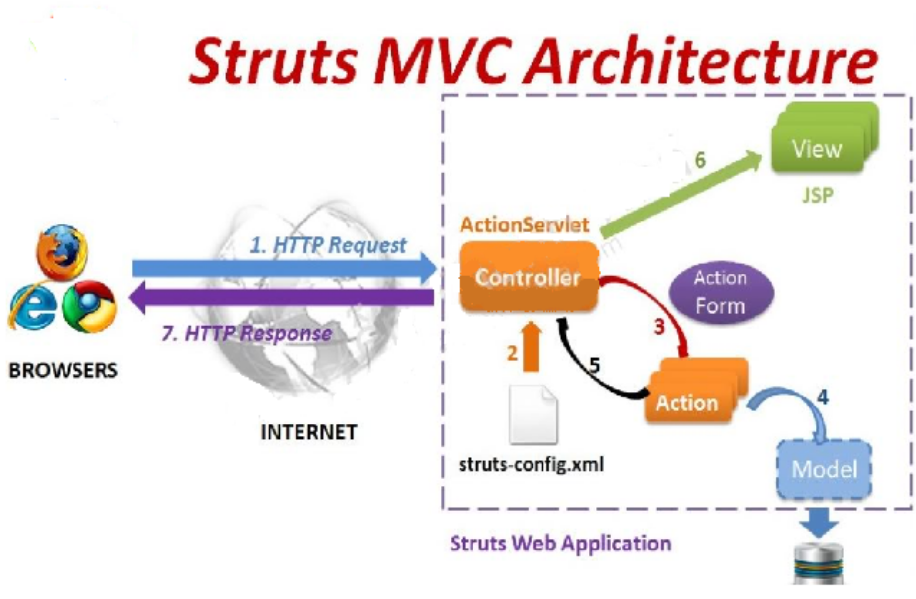 Struts MVC Architecture
6
View
JSP
ActionServlet
1. HTTP Request
Controller
Action
Form
7. HTTP Response
3
2
5
BROWSERS
Action
4
INTERNET
struts-config.xml
Model
Struts Web Application